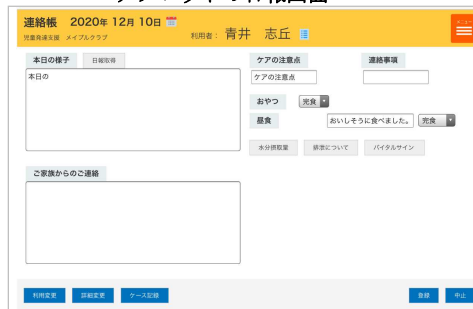 連絡帳 2020年 12月 10日
児童発達支援 メイプルクラブ
利用者: 青井 志丘
メニュー
本日の様子 日報取得
本日の
ケアの注意点 連絡事項
ケアの注意点
おやつ 完食
昼食 おいしそうに食べました。 完食
水分摂取量 排泄について バイタルサイン
ご家族からのご連絡
利用変更 詳細変更 ケース記録 登録 中止